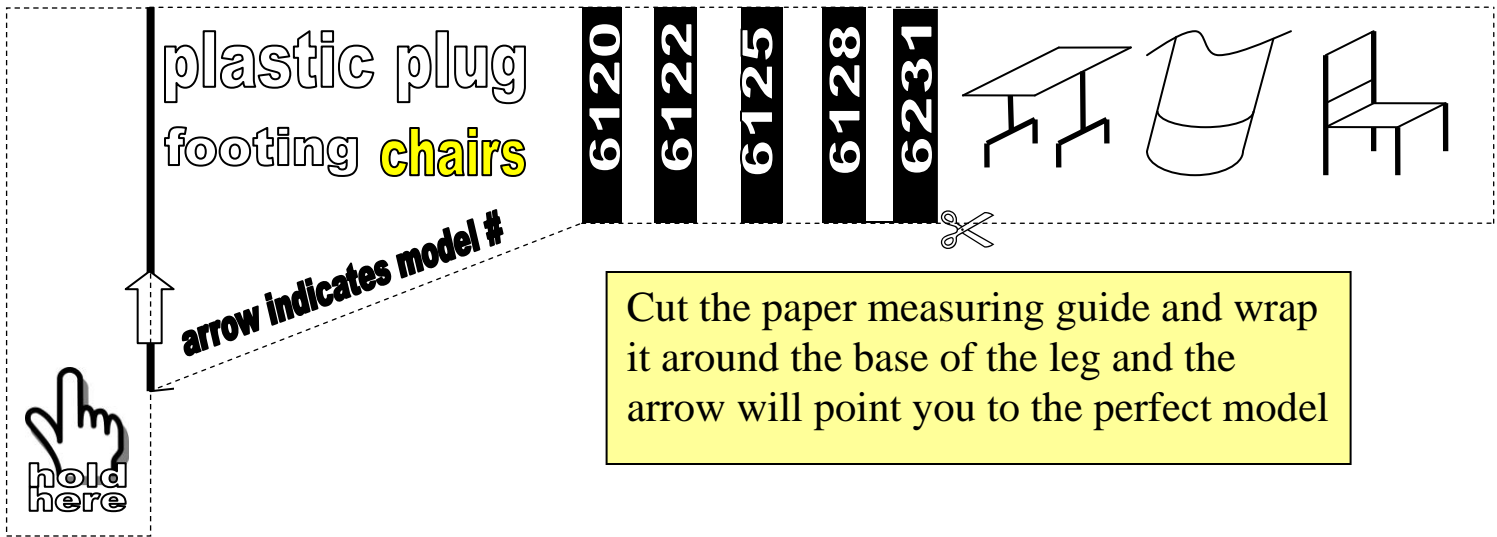 plastic plug
footing chairs
arrow indicates model #
hold
here
6120
6122
6125
6128
6231
Cut the paper measuring guide and wrap
it around the base of the leg and the
arrow will point you to the perfect model